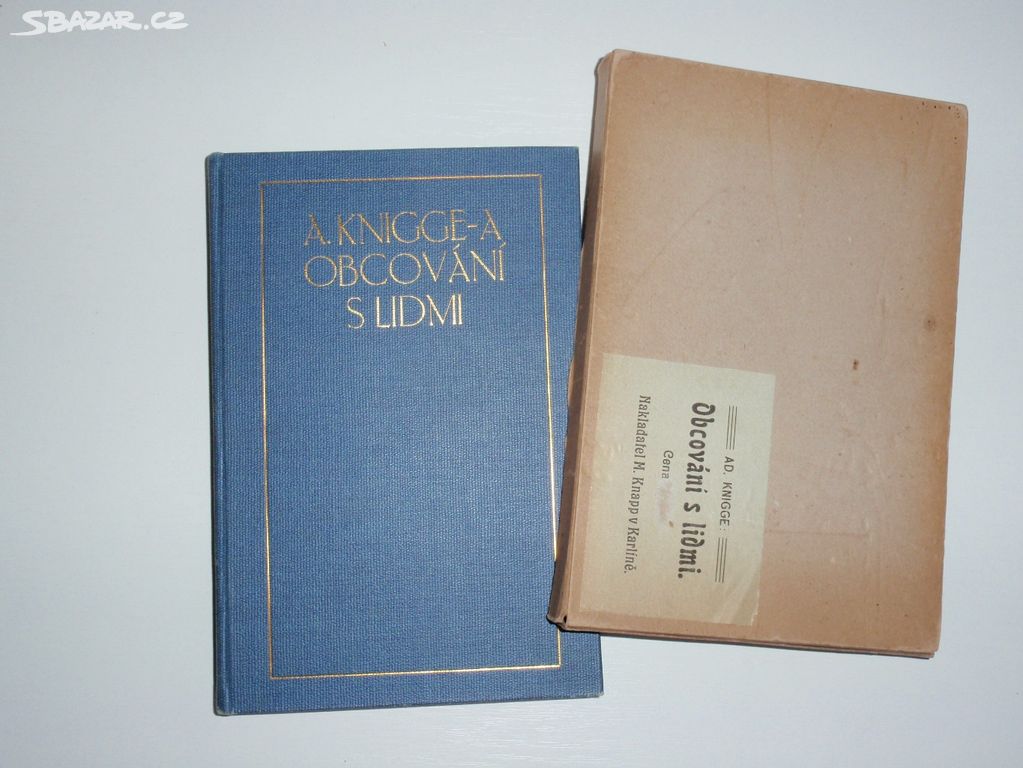 SBAZAR.CZ
A. KNIGGE-A
OBCOVÁNÍ
S LIDMI
AD. KNIGGE:
Obcování s lidmi.
Cena
Nakladatel M. Knapp v Karlíně.